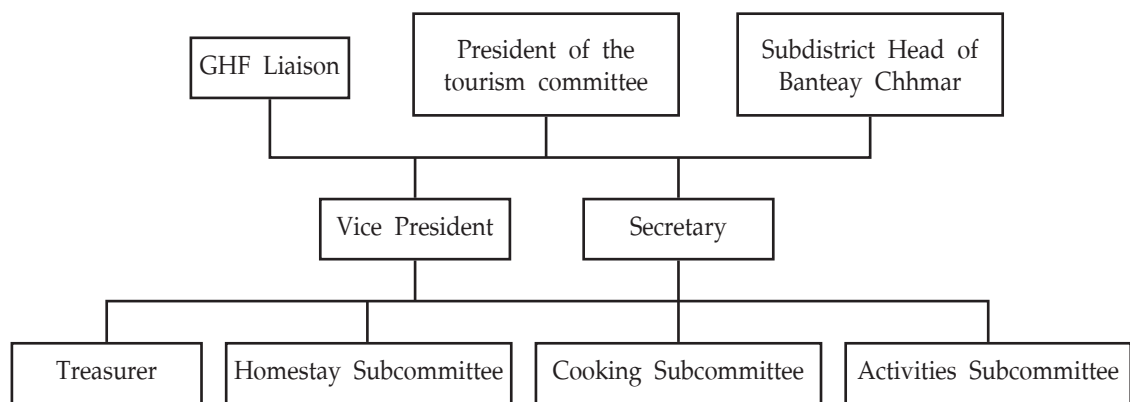 GHF Liaison
President of the
tourism committee
Subdistrict Head of
Banteay Chhmar
Vice President
Secretary
Treasurer
Homestay Subcommittee
Cooking Subcommittee
Activities Subcommittee